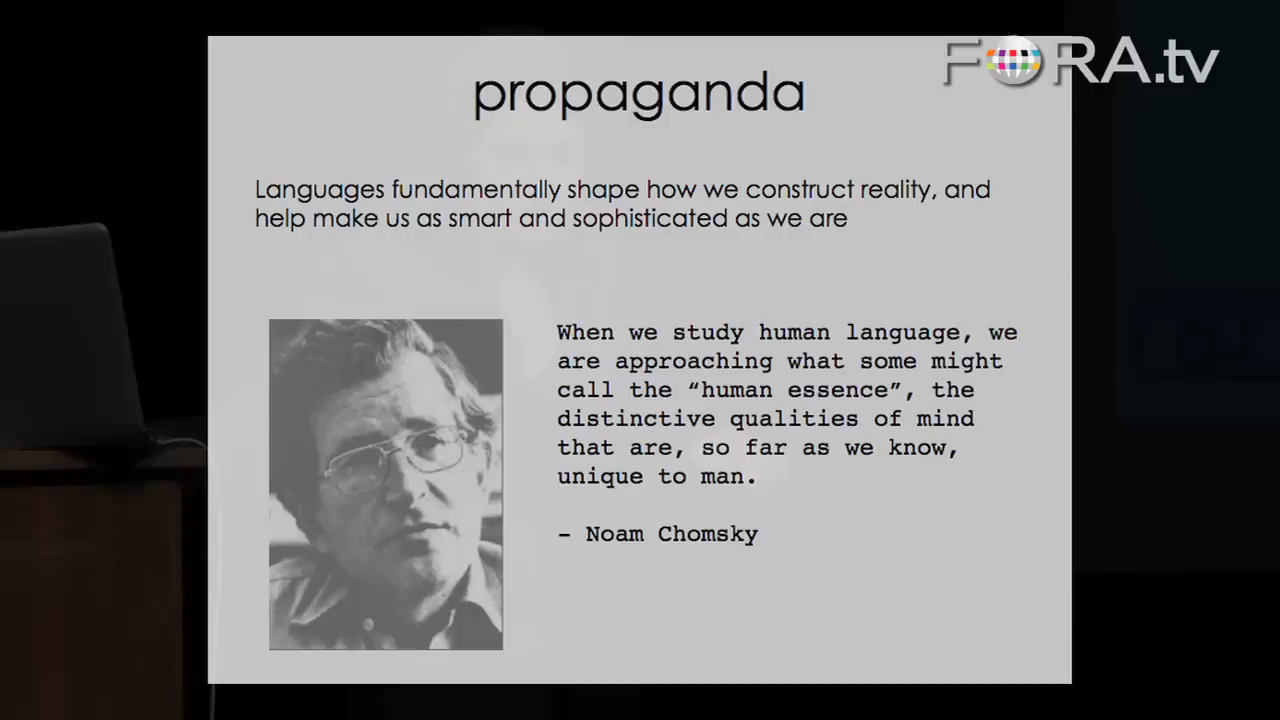 FORA.tv
propaganda
Languages fundamentally shape how we construct reality, and
help make us as smart and sophisticated as we are
When we study human language, we
are approaching what some might
call the “human essence”, the
distinctive qualities of mind
that are, so far as we know,
unique to man.
– Noam Chomsky